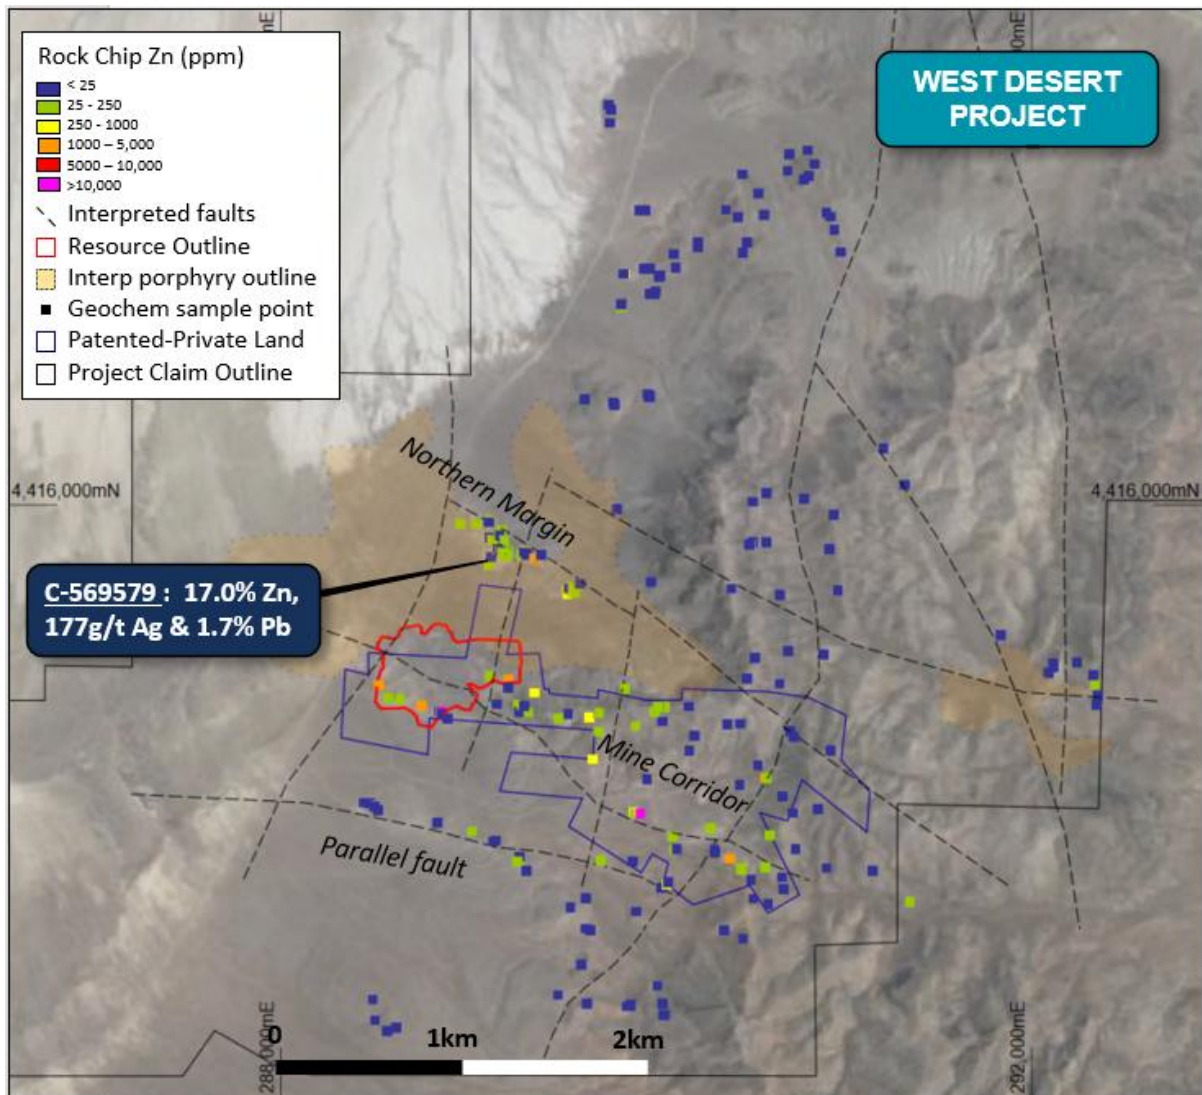 Rock Chip Zn (ppm)
< 25
25 - 250
250 - 1000
1000 – 5,000
5000 – 10,000
>10,000
Interpreted faults
Resource Outline
Interp porphyry outline
Geochem sample point
Patented-Private Land
Project Claim Outline
WEST DESERT
PROJECT
Northern Margin
4,416,000mN
4,416,000mN
C-569579 : 17.0% Zn,
177g/t Ag & 1.7% Pb
Mine Corridor
Parallel fault
288,000mE
292,000mE
0
1km
2km